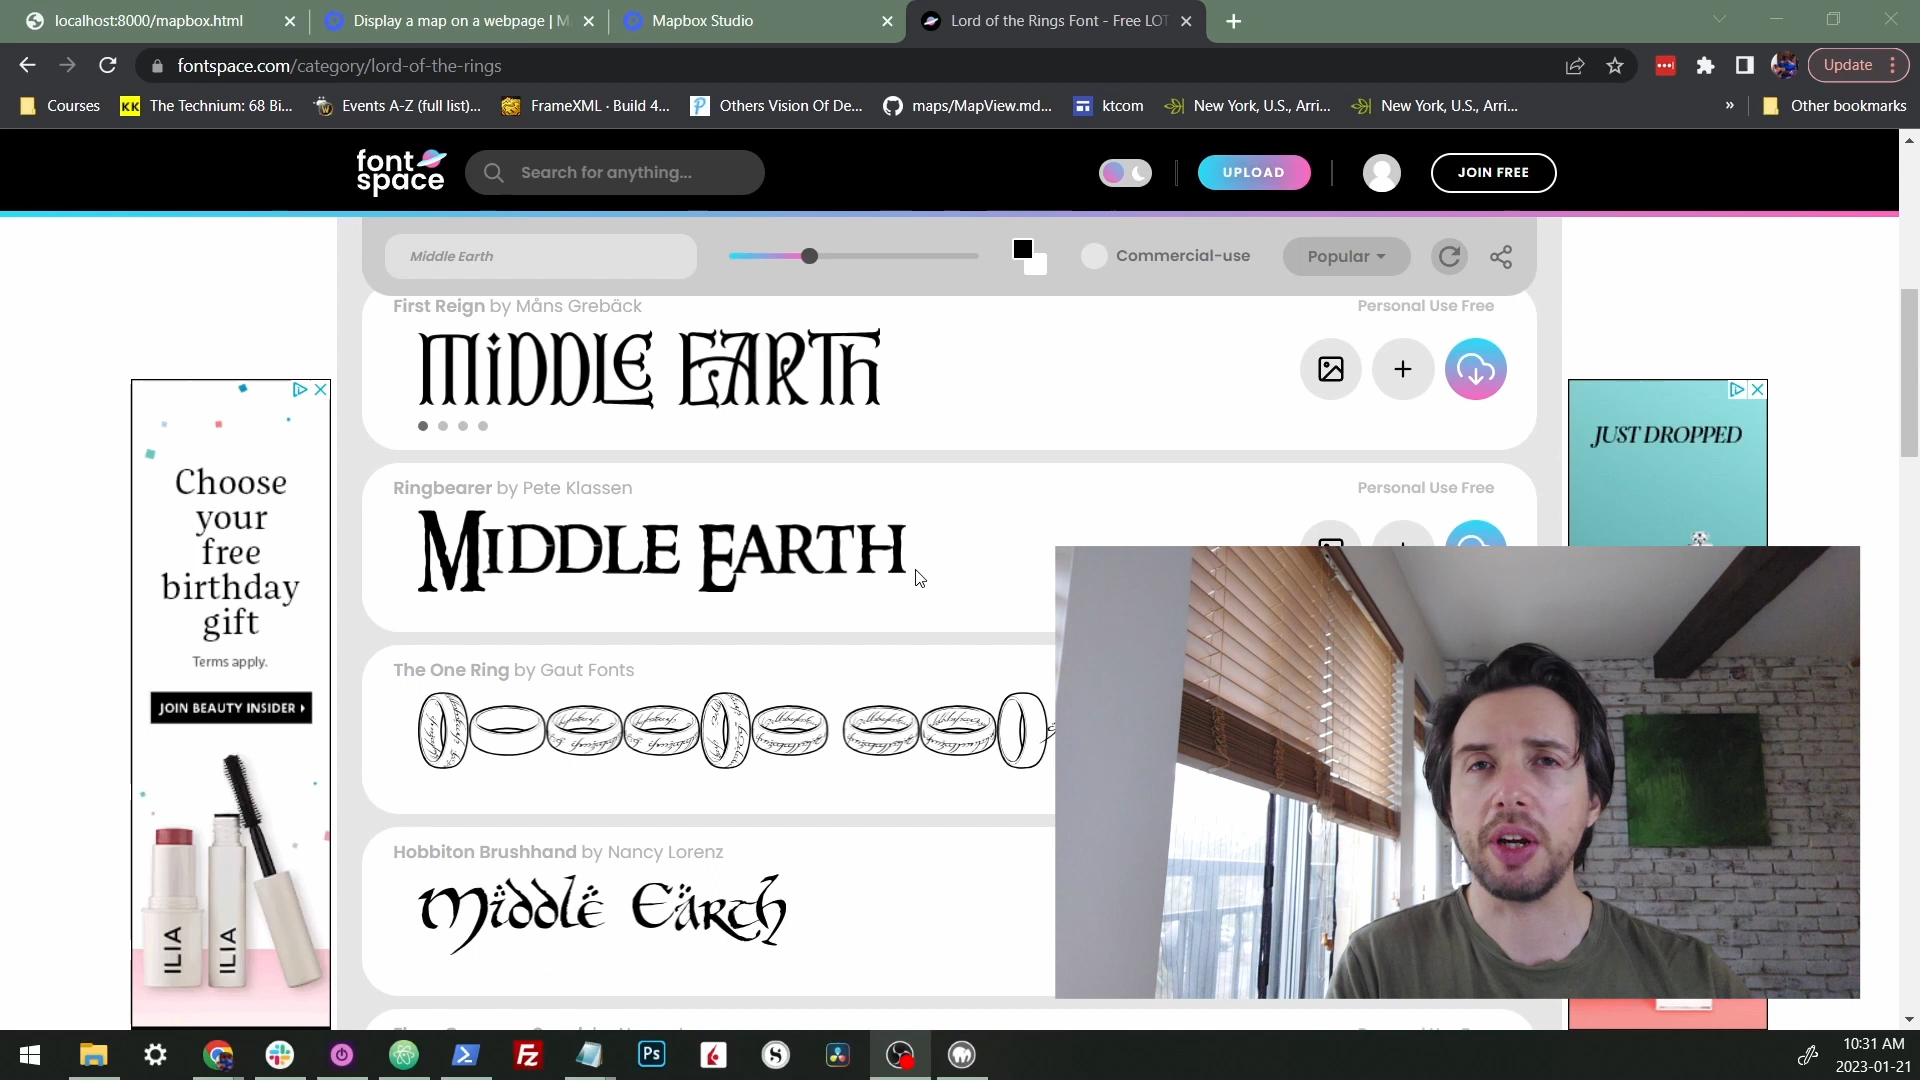 localhost:8000/mapbox.html
Display a map on a webpage | M
Mapbox Studio
Lord of the Rings Font - Free LOT
fontspace.com/category/lord-of-the-rings
Update
Courses
KK
The Technium: 68 Bi...
Events A-Z (full list)...
FrameXML · Build 4...
Others Vision Of De...
maps/MapView.md...
ktcom
New York, U.S., Arri...
New York, U.S., Arri...
»
Other bookmarks
font
space
Search for anything...
UPLOAD
JOIN FREE
Middle Earth
Commercial-use
Popular
First Reign by Måns Grebäck
Personal Use Free
MiDDLE EARTh
Ringbearer by Pete Klassen
Personal Use Free
MIDDLE EARTH
The One Ring by Gaut Fonts
Hobbiton Brushhand by Nancy Lorenz
Middle Earth
Choose
your
free
birthday
gift
Terms apply.
JOIN BEAUTY INSIDER
ILIA
ILIA
JUST DROPPED
Fz
Ps
10:31 AM
2023-01-21